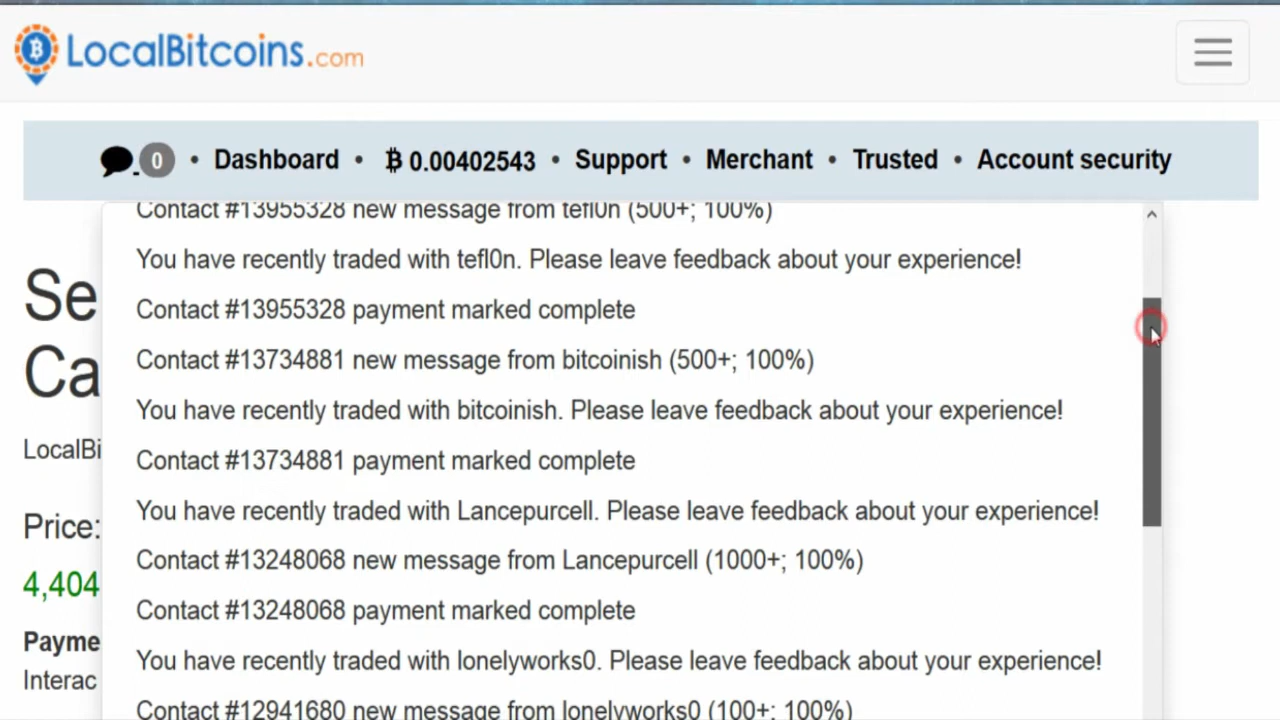 LocalBitcoins.com
0 • Dashboard • 0.00402543 • Support • Merchant • Trusted • Account security
Contact #13955328 new message from tefl0n (500+; 100%)
You have recently traded with tefl0n. Please leave feedback about your experience!
Se
Contact #13955328 payment marked complete
Contact #13734881 new message from bitcoinish (500+; 100%)
Ca
You have recently traded with bitcoinish. Please leave feedback about your experience!
LocalBi
Contact #13734881 payment marked complete
You have recently traded with Lancepurcell. Please leave feedback about your experience!
Price:
Contact #13248068 new message from Lancepurcell (1000+; 100%)
4,404
Contact #13248068 payment marked complete
Payme
You have recently traded with lonelyworks0. Please leave feedback about your experience!
Interac
Contact #12941680 new message from lonelyworks0 (100+; 100%)